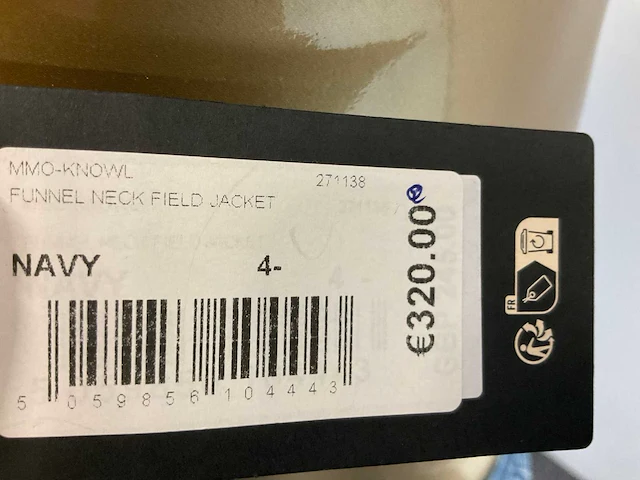 MMO-KNOWL 271138
FUNNEL NECK FIELD JACKET
NAVY 4-
5 059856 104443
€320.00
FR